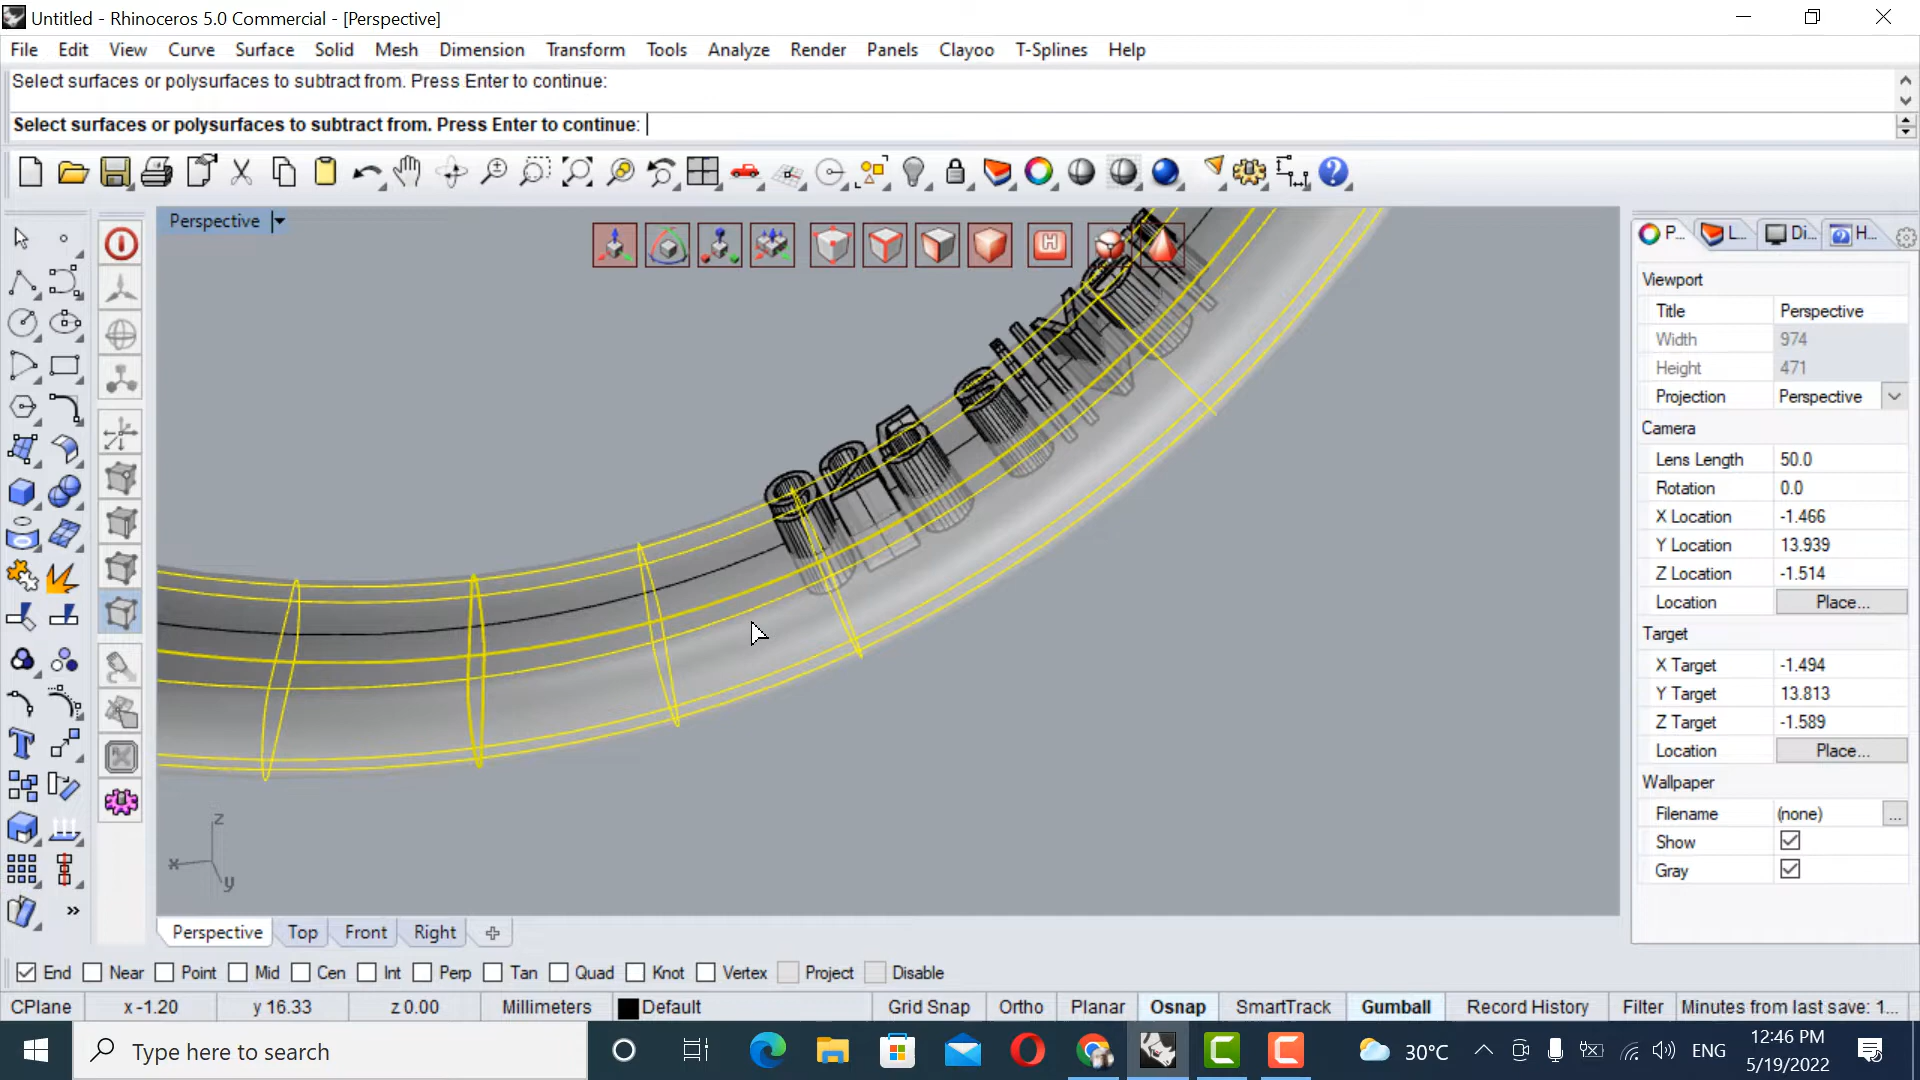 Untitled - Rhinoceros 5.0 Commercial - [Perspective]
File Edit View Curve Surface Solid Mesh Dimension Transform Tools Analyze Render Panels Clayoo T-Splines Help
Select surfaces or polysurfaces to subtract from. Press Enter to continue:
Select surfaces or polysurfaces to subtract from. Press Enter to continue:
Perspective
P... L... Di... H...
Viewport
Title Perspective
Width 974
Height 471
Projection Perspective
Camera
Lens Length 50.0
Rotation 0.0
X Location -1.466
Y Location 13.939
Z Location -1.514
Location Place...
Target
X Target -1.494
Y Target 13.813
Z Target -1.589
Location Place...
Wallpaper
Filename (none) ...
Show
Gray
z
x
y
Perspective Top Front Right
End Near Point Mid Cen Int Perp Tan Quad Knot Vertex Project Disable
CPlane x -1.20 y 16.33 z 0.00 Millimeters Default Grid Snap Ortho Planar Osnap SmartTrack Gumball Record History Filter Minutes from last save: 1...
Type here to search
30°C
ENG
12:46 PM
5/19/2022